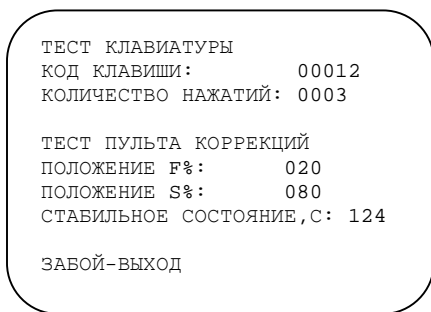 ТЕСТ КЛАВИАТУРЫ
КОД КЛАВИШИ: 00012
КОЛИЧЕСТВО НАЖАТИЙ: 0003
ТЕСТ ПУЛЬТА КОРРЕКЦИЙ
ПОЛОЖЕНИЕ F%: 020
ПОЛОЖЕНИЕ S%: 080
СТАБИЛЬНОЕ СОСТОЯНИЕ,С: 124
ЗАБОЙ-ВЫХОД